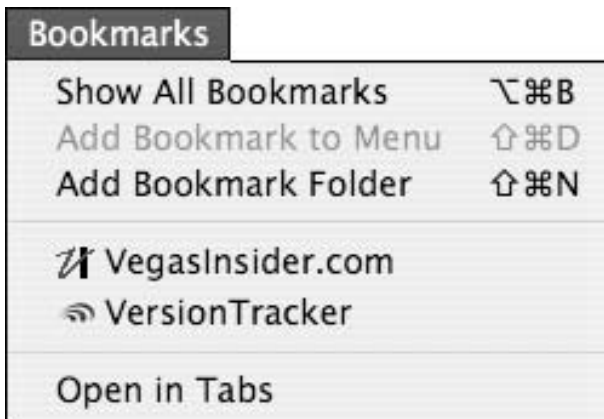 Bookmarks
Show All Bookmarks ⌥⌘B
Add Bookmark to Menu ⇧⌘D
Add Bookmark Folder ⇧⌘N
VegasInsider.com
VersionTracker
Open in Tabs